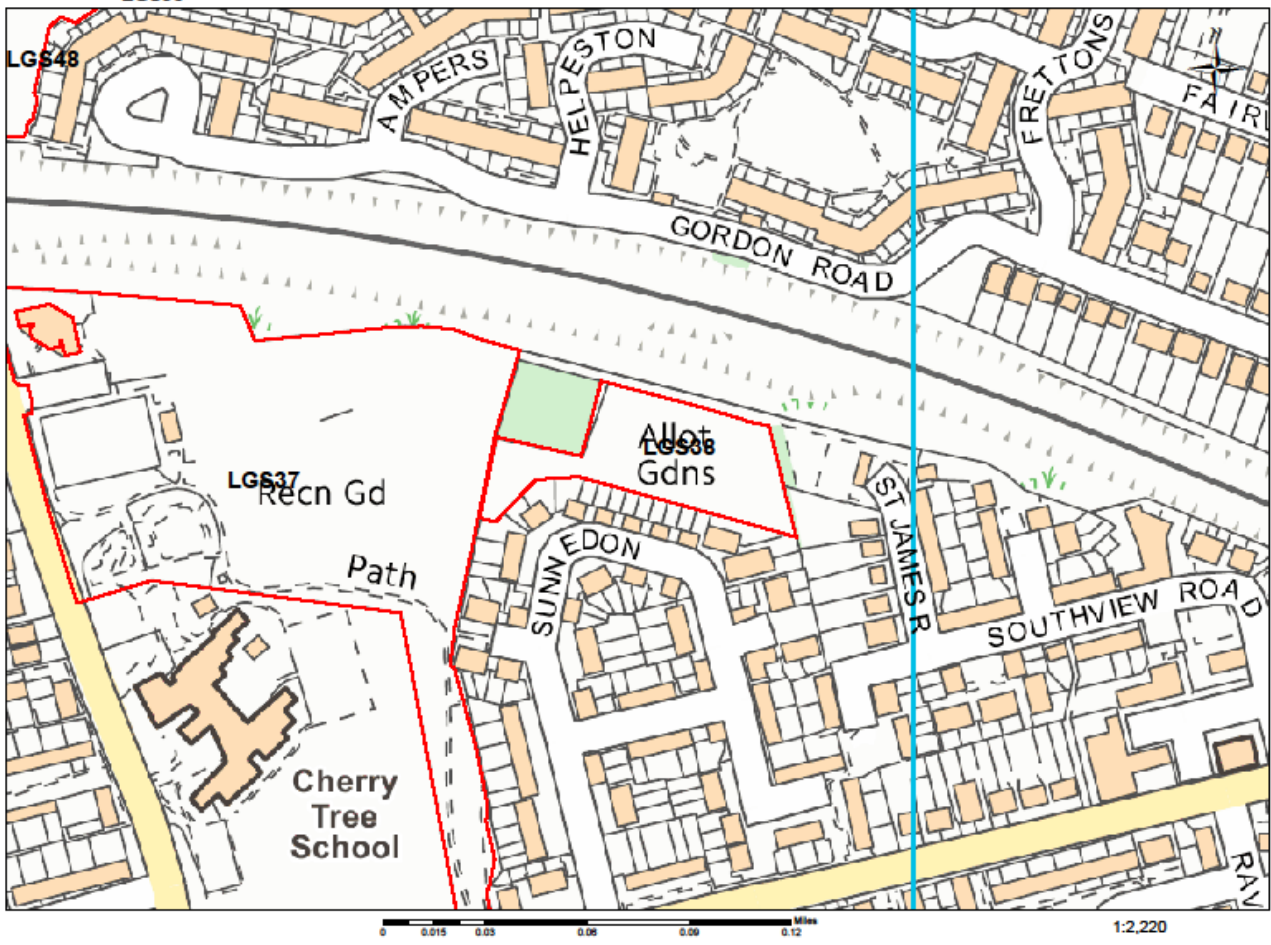 LGS48
AMPERS
HELPESTON
FRETTONS
GORDON ROAD
Allot
LGS38
Gdns
LGS37
Recn Gd
Path
SUNNEDON
ST JAMES R
SOUTHVIEW ROAD
Cherry
Tree
School
RAV
0 0.015 0.03 0.06 0.09 0.12 Miles
1:2,220